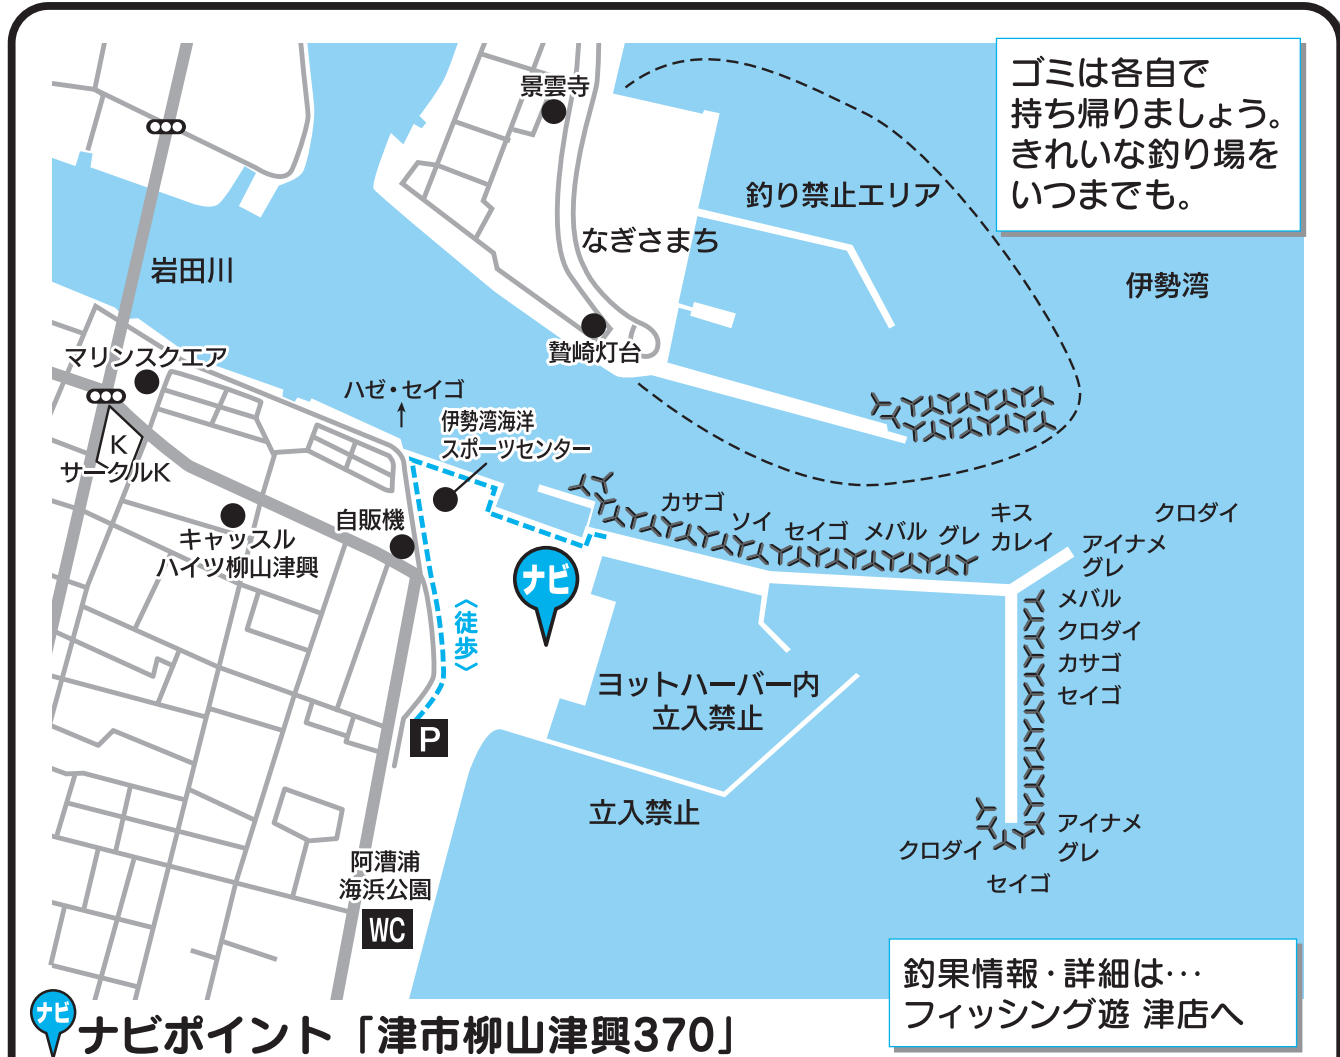 ゴミは各自で
持ち帰りましょう。
きれいな釣り場を
いつまでも。
景雲寺
釣り禁止エリア
なぎさまち
岩田川
伊勢湾
マリンスクエア
贄崎灯台
ハゼ・セイゴ
↑
伊勢湾海洋
スポーツセンター
K
サークルK
キャッスル
ハイツ柳山津興
自販機
カサゴ
ソイ
セイゴ
メバル
グレ
キス
カレイ
クロダイ
アイナメ
グレ
メバル
クロダイ
カサゴ
セイゴ
ナビ
〈徒歩〉
ヨットハーバー内
立入禁止
P
立入禁止
アイナメ
グレ
クロダイ
セイゴ
阿漕浦
海浜公園
WC
釣果情報・詳細は…
フィッシング遊 津店へ
ナビ
ナビポイント「津市柳山津興370」